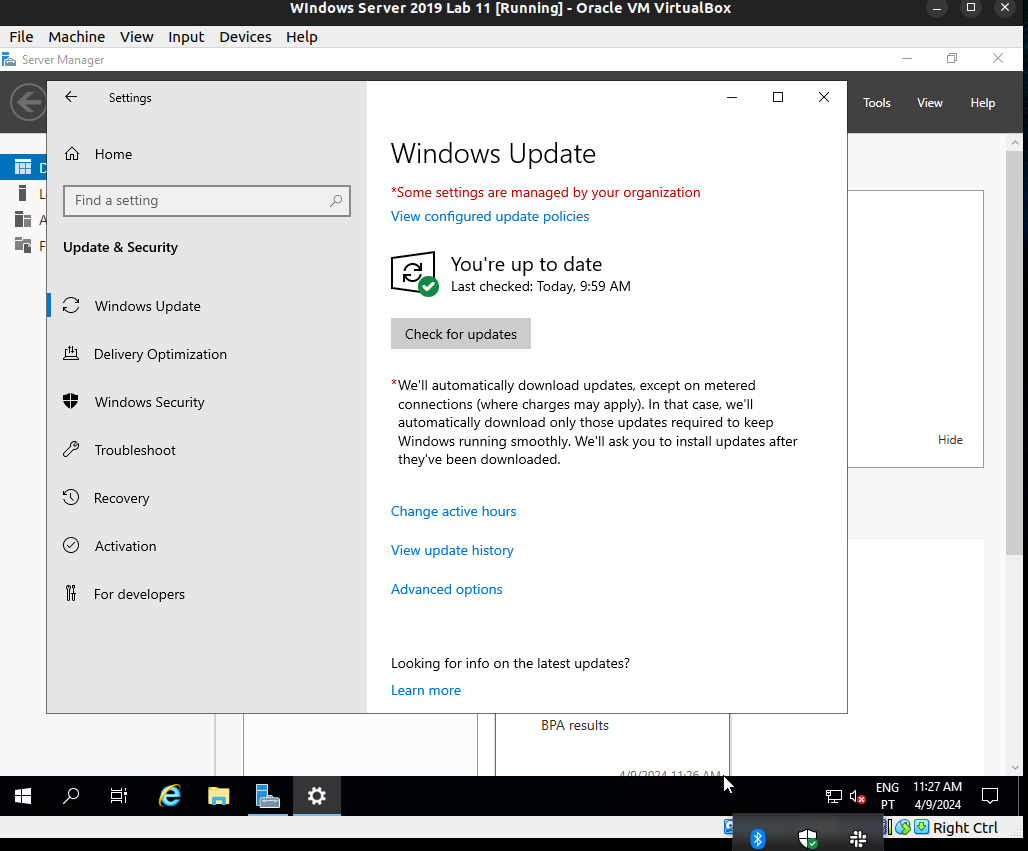 WIndows Server 2019 Lab 11 [Running] - Oracle VM VirtualBox
File Machine View Input Devices Help
Server Manager
Tools View Help
Settings
Home
Find a setting
Update & Security
Windows Update
Delivery Optimization
Windows Security
Troubleshoot
Recovery
Activation
For developers
Windows Update
*Some settings are managed by your organization
View configured update policies
You're up to date
Last checked: Today, 9:59 AM
Check for updates
*We'll automatically download updates, except on metered
connections (where charges may apply). In that case, we'll
automatically download only those updates required to keep
Windows running smoothly. We'll ask you to install updates after
they've been downloaded.
Change active hours
View update history
Advanced options
Looking for info on the latest updates?
Learn more
D
L
A
F
Hide
BPA results
4/9/2024 11:26 AM
ENG
PT
11:27 AM
4/9/2024
Right Ctrl